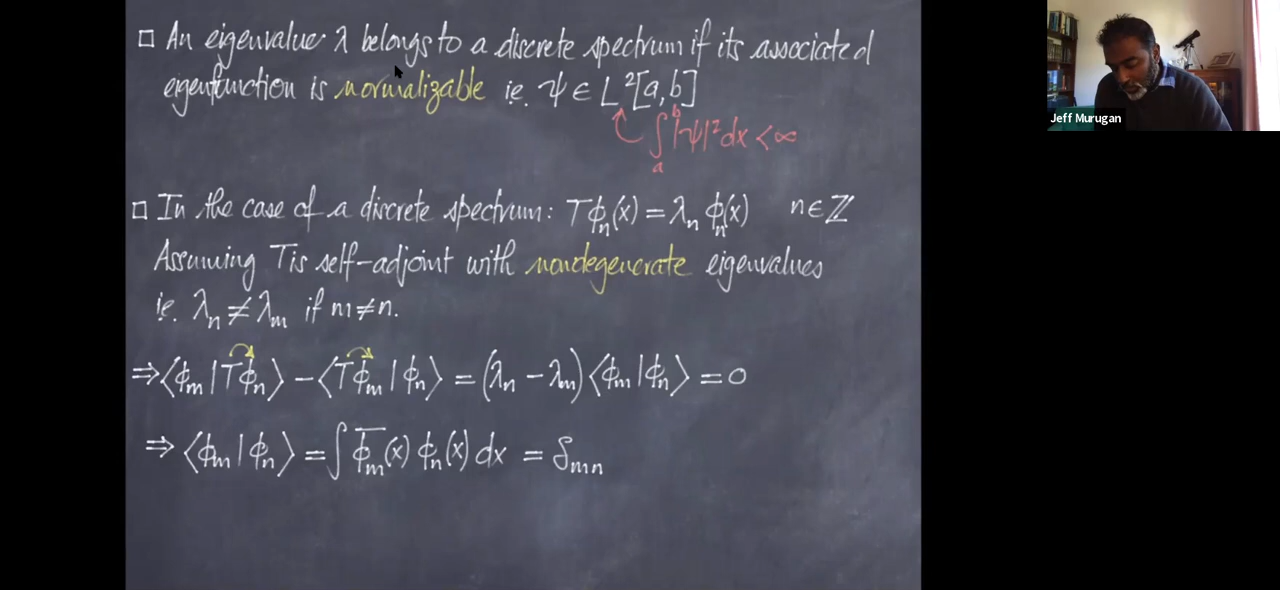 □ An eigenvalue λ belongs to a discrete spectrum if its associated
eigenfunction is normalizable i.e. ψ ∈ L²[a,b]
∫ₐᵇ |ψ|² dx < ∞
Jeff Murugan
□ In the case of a discrete spectrum: Tϕₙ(x) = λₙ ϕₙ(x) n∈ℤ
Assuming T is self-adjoint with nondegenerate eigenvalues
ie. λₙ ≠ λₘ if m≠n.
⇒ ⟨ϕₘ|Tϕₙ⟩ − ⟨Tϕₘ|ϕₙ⟩ = (λₙ − λₘ)⟨ϕₘ|ϕₙ⟩ = 0
⇒ ⟨ϕₘ|ϕₙ⟩ = ∫ ϕ̅ₘ(x) ϕₙ(x) dx = δₘₙ